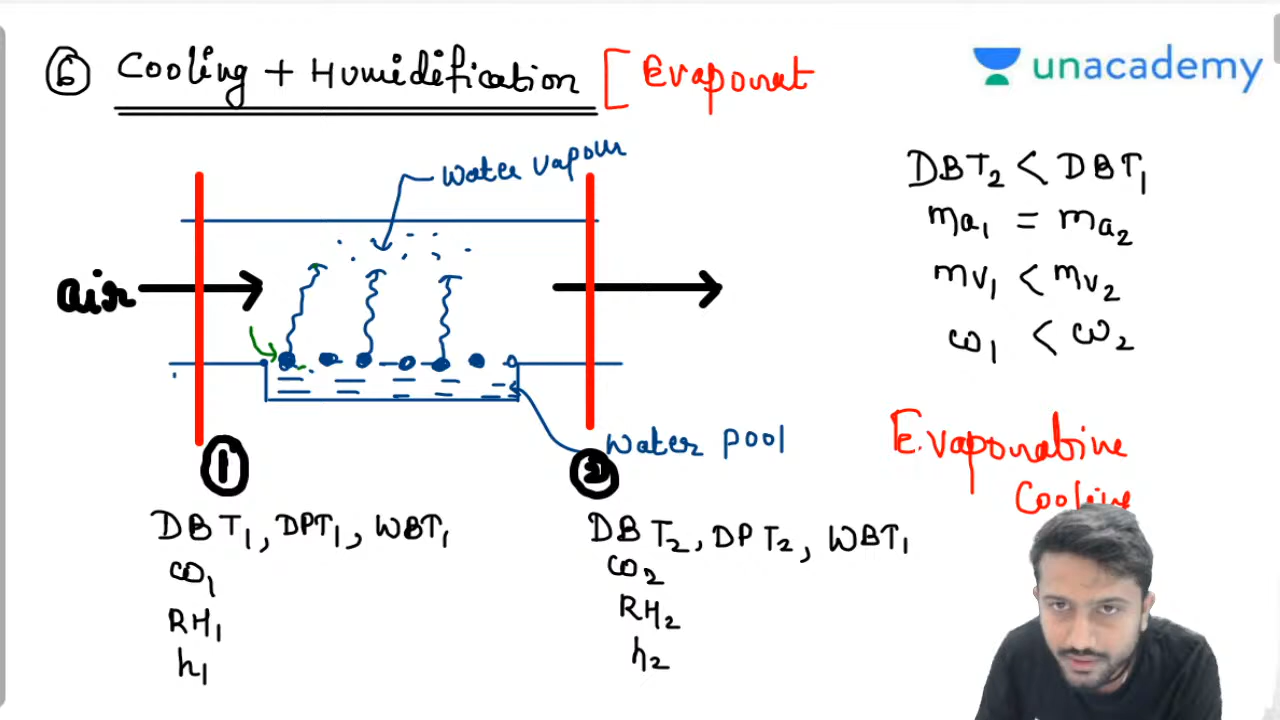 ⑥ Cooling + Humidification [ Evaporat
unacademy
Water vapour
air
Water pool
①
②
DBT₂ < DBT₁
ma₁ = ma₂
mv₁ < mv₂
ω₁ < ω₂
Evaporative
Cooling
DBT₁, DPT₁, WBT₁
ω₁
RH₁
h₁
DBT₂, DPT₂, WBT₁
ω₂
RH₂
h₂